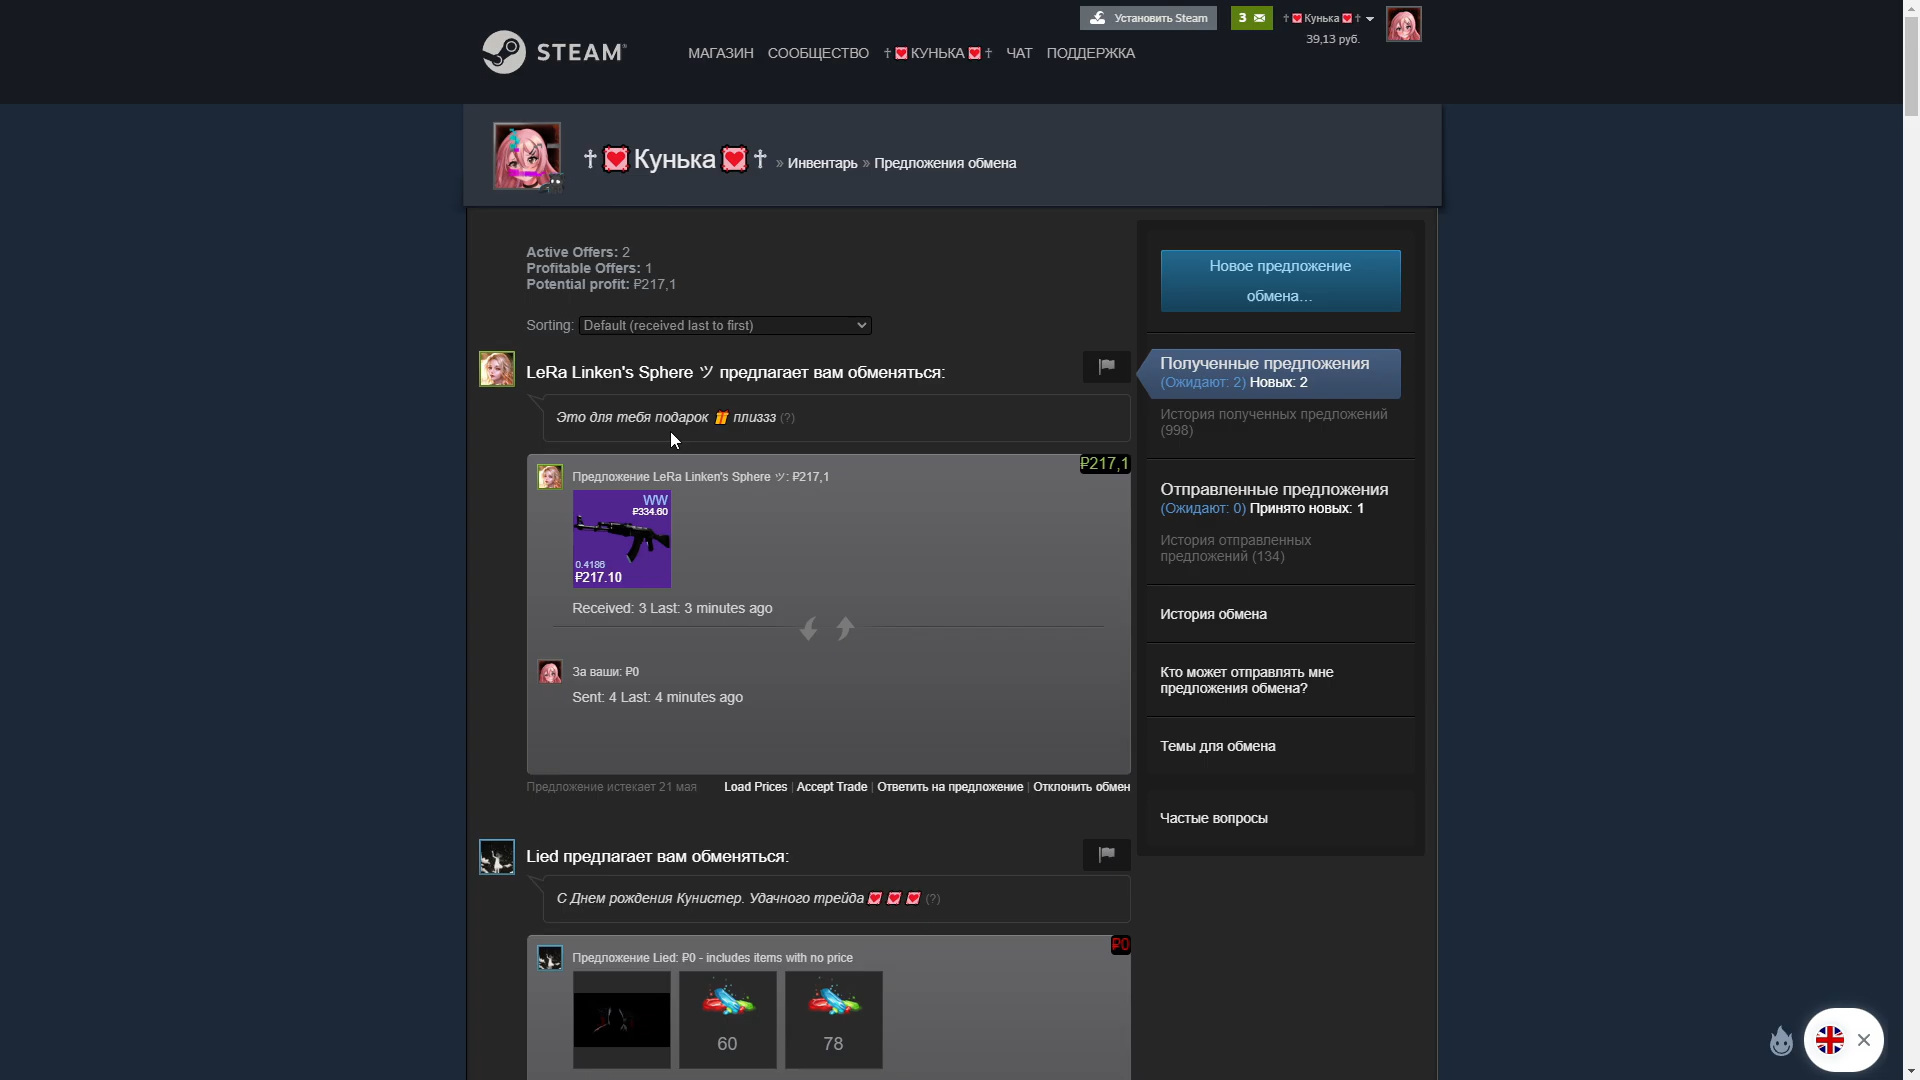 Установить Steam
3
†💟Кунька💟†
39,13 руб.
STEAM
МАГАЗИН СООБЩЕСТВО †💟КУНЬКА💟† ЧАТ ПОДДЕРЖКА
†💟Кунька💟† » Инвентарь » Предложения обмена
Active Offers: 2
Profitable Offers: 1
Potential profit: ₽217,1
Sorting: Default (received last to first)
LeRa Linken's Sphere ツ предлагает вам обменяться:
Это для тебя подарок 🎁 плиззз (?)
₽217,1
Предложение LeRa Linken's Sphere ツ: ₽217,1
WW
₽334.60
0.4186
₽217.10
Received: 3 Last: 3 minutes ago
За ваши: ₽0
Sent: 4 Last: 4 minutes ago
Предложение истекает 21 мая
Load Prices | Accept Trade | Ответить на предложение | Отклонить обмен
Lied предлагает вам обменяться:
С Днем рождения Кунистер. Удачного трейда 💟 💟 💟 (?)
₽0
Предложение Lied: ₽0 - includes items with no price
60
78
Новое предложение
обмена…
Полученные предложения
(Ожидают: 2) Новых: 2
История полученных предложений
(998)
Отправленные предложения
(Ожидают: 0) Принято новых: 1
История отправленных
предложений (134)
История обмена
Кто может отправлять мне
предложения обмена?
Темы для обмена
Частые вопросы